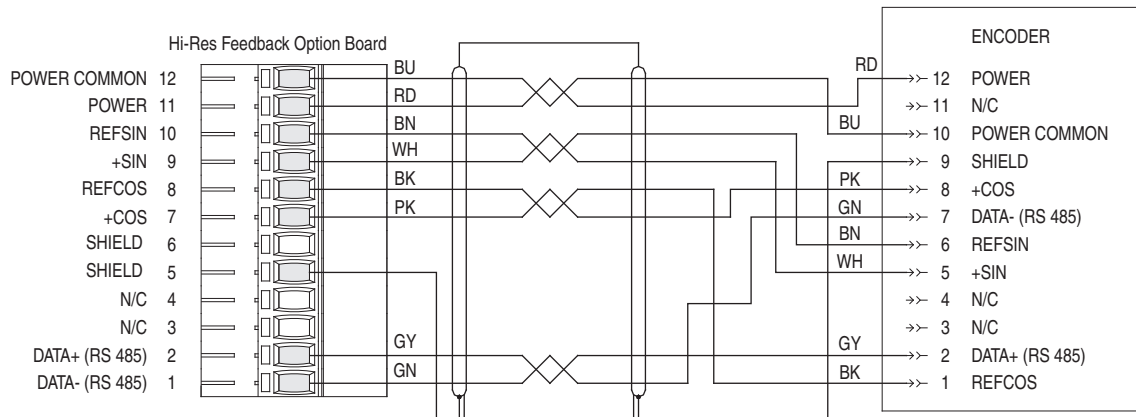 Hi-Res Feedback Option Board
POWER COMMON 12
POWER 11
REFSIN 10
+SIN 9
REFCOS 8
+COS 7
SHIELD 6
SHIELD 5
N/C 4
N/C 3
DATA+ (RS 485) 2
DATA- (RS 485) 1
BU
RD
BN
WH
BK
PK
GY
GN
RD
BU
PK
GN
BN
WH
GY
BK
ENCODER
12 POWER
11 N/C
10 POWER COMMON
9 SHIELD
8 +COS
7 DATA- (RS 485)
6 REFSIN
5 +SIN
4 N/C
3 N/C
2 DATA+ (RS 485)
1 REFCOS